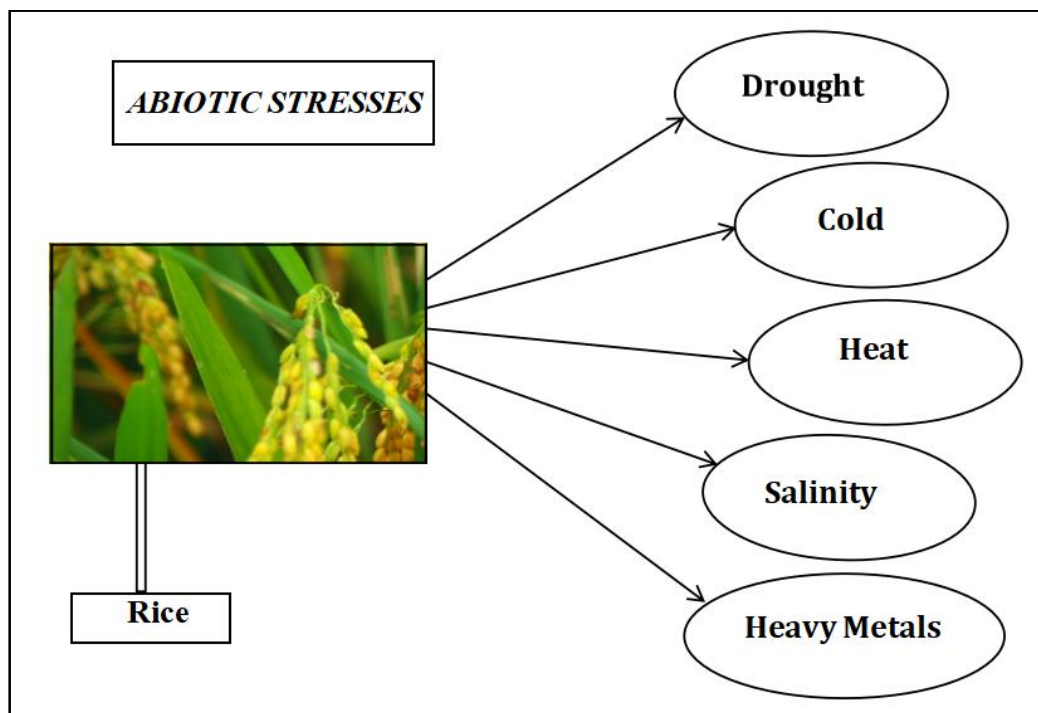 ABIOTIC STRESSES
Drought
Cold
Heat
Salinity
Heavy Metals
Rice